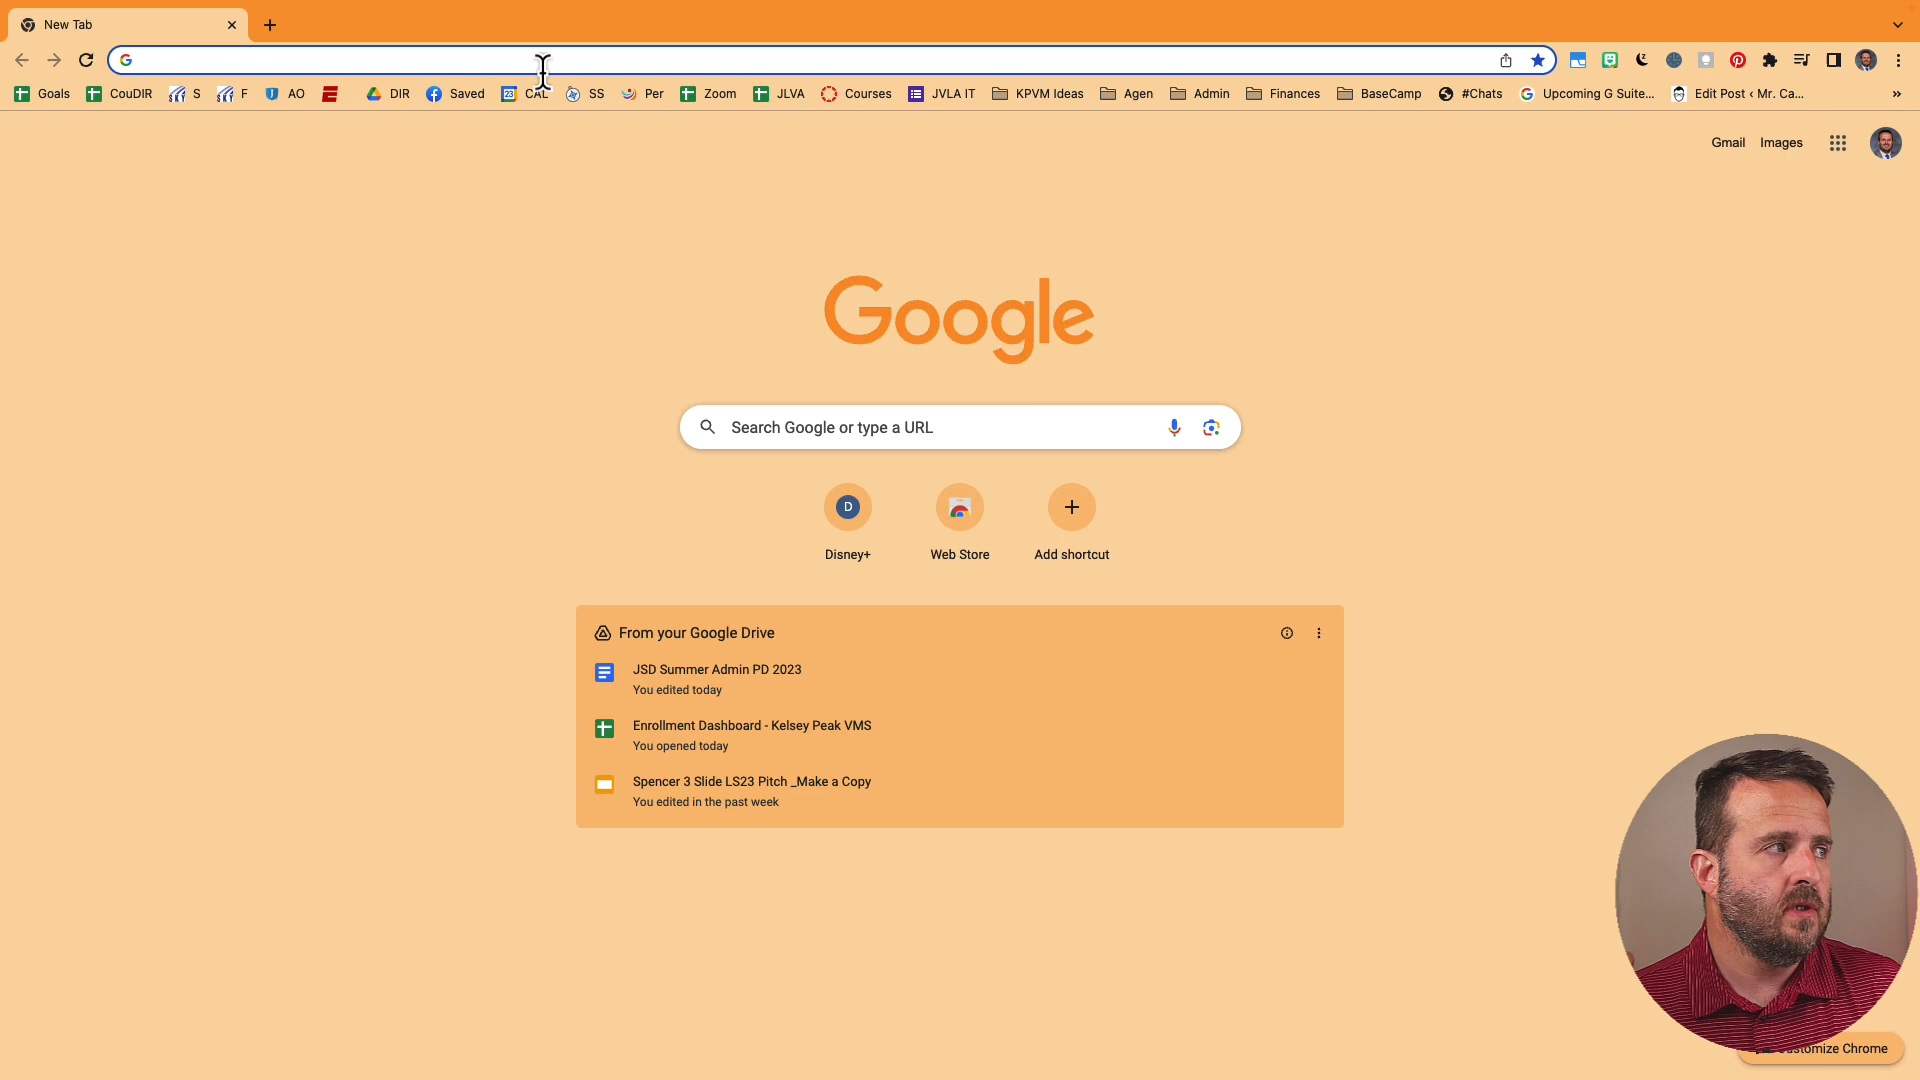 New Tab
Goals CouDIR S F AO DIR Saved 23 CAL SS Per Zoom JLVA Courses JVLA IT KPVM Ideas Agen Admin Finances BaseCamp #Chats Upcoming G Suite... Edit Post ‹ Mr. Ca... »
Gmail Images
Google
Search Google or type a URL
D
Disney+ Web Store Add shortcut
From your Google Drive
JSD Summer Admin PD 2023
You edited today
Enrollment Dashboard - Kelsey Peak VMS
You opened today
Spencer 3 Slide LS23 Pitch _Make a Copy
You edited in the past week
Customize Chrome